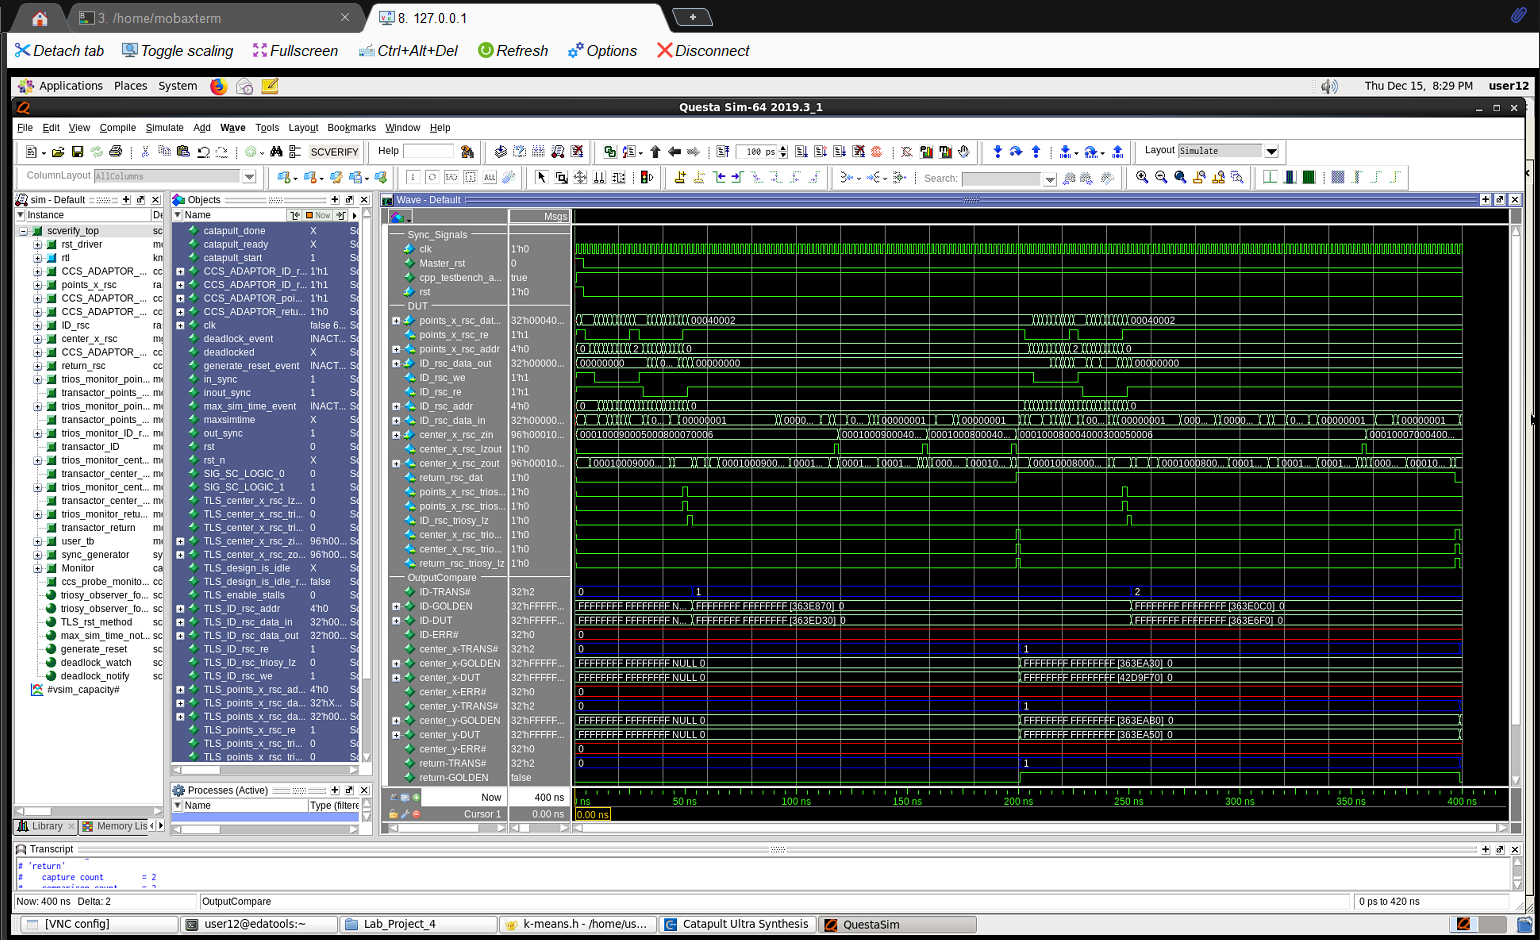 3. /home/mobaxterm
8. 127.0.0.1
Detach tab
Toggle scaling
Fullscreen
Ctrl+Alt+Del
Refresh
Options
Disconnect
Applications Places System
Thu Dec 15, 8:29 PM user12
Questa Sim-64 2019.3_1
File Edit View Compile Simulate Add Wave Tools Layout Bookmarks Window Help
SCVERIFY
Help
100 ps
Layout Simulate
ColumnLayout AllColumns
Search:
sim - Default
Instance
scverify_top
rst_driver
rtl
CCS_ADAPTOR_...
points_x_rsc
CCS_ADAPTOR_...
CCS_ADAPTOR_...
ID_rsc
center_x_rsc
CCS_ADAPTOR_...
return_rsc
trios_monitor_poin...
transactor_points_...
trios_monitor_poin...
transactor_points_...
trios_monitor_ID_r...
transactor_ID
trios_monitor_cent...
transactor_center_...
trios_monitor_cent...
transactor_center_...
trios_monitor_retu...
transactor_return
user_tb
sync_generator
Monitor
ccs_probe_monito...
triosy_observer_fo...
triosy_observer_fo...
TLS_rst_method
max_sim_time_not...
generate_reset
deadlock_watch
deadlock_notify
#vsim_capacity#
Library
Memory Lis
Objects
Name
Now
catapult_done X
catapult_ready X
catapult_start 1
CCS_ADAPTOR_ID_r... 1'h1
CCS_ADAPTOR_ID_r... 1'h1
CCS_ADAPTOR_poi... 1'h1
CCS_ADAPTOR_retu... 1'h0
clk false 6...
deadlock_event INACT...
deadlocked X
generate_reset_event INACT...
in_sync 1
inout_sync 1
max_sim_time_event INACT...
maxsimtime 1
out_sync 1
rst 0
rst_n X
SIG_SC_LOGIC_0 0
SIG_SC_LOGIC_1 1
TLS_center_x_rsc_lz... 0
TLS_center_x_rsc_tri... 0
TLS_center_x_rsc_tri... 0
TLS_center_x_rsc_zi... 96'h00...
TLS_center_x_rsc_zo... 96'h00...
TLS_design_is_idle X
TLS_design_is_idle_r... false
TLS_enable_stalls 0
TLS_ID_rsc_addr 4'h0
TLS_ID_rsc_data_in 32'h00...
TLS_ID_rsc_data_out 32'h00...
TLS_ID_rsc_re 1
TLS_ID_rsc_triosy_lz 0
TLS_ID_rsc_we 1
TLS_points_x_rsc_ad... 4'h0
TLS_points_x_rsc_da... 32'hX...
TLS_points_x_rsc_da... 32'h00...
TLS_points_x_rsc_re 1
TLS_points_x_rsc_tri... 0
TLS_points_x_rsc_tri... 0
Processes (Active)
Name Type (filtere
Wave - Default
Msgs
Sync_Signals
clk 1'h0
Master_rst 0
cpp_testbench_a... true
rst 1'h0
DUT
points_x_rsc_dat... 32'h00040... 00040002 00040002
points_x_rsc_re 1'h1
points_x_rsc_addr 4'h0 0 2 0 2 0
ID_rsc_data_out 32'h00000... 00000000 0... 00000000 00000000
ID_rsc_we 1'h1
ID_rsc_re 1'h1
ID_rsc_addr 4'h0 0 0 0
ID_rsc_data_in 32'h00000... 0... 00000001 0000... 0... 00000001 00000001 00000001 0000... 0000... 0... 00000001 00000001
center_x_rsc_zin 96'h00010... 000100090005000800070006 0001000900040... 0001000800040... 000100080004000300050006 00010007000400...
center_x_rsc_lzout 1'h0
center_x_rsc_zout 96'h00010... 00010009000... 0001000900... 0001... 0001... 0001... 000... 00010... 00010008000... 0001000800... 0001... 0001... 0001... 000... 00010...
return_rsc_dat 1'h0
points_x_rsc_trios... 1'h0
points_x_rsc_trios... 1'h0
ID_rsc_triosy_lz 1'h0
center_x_rsc_trio... 1'h0
center_x_rsc_trio... 1'h0
return_rsc_triosy_lz 1'h0
OutputCompare
ID-TRANS# 32'h2 0 1 2
ID-GOLDEN 32'hFFFFF... FFFFFFFF FFFFFFFF N... FFFFFFFF FFFFFFFF [363E870] 0 FFFFFFFF FFFFFFFF [363E0C0] 0
ID-DUT 32'hFFFFF... FFFFFFFF FFFFFFFF N... FFFFFFFF FFFFFFFF [363ED30] 0 FFFFFFFF FFFFFFFF [363E6F0] 0
ID-ERR# 32'h0 0
center_x-TRANS# 32'h2 0 1
center_x-GOLDEN 32'hFFFFF... FFFFFFFF FFFFFFFF NULL 0 FFFFFFFF FFFFFFFF [363EA30] 0
center_x-DUT 32'hFFFFF... FFFFFFFF FFFFFFFF NULL 0 FFFFFFFF FFFFFFFF [42D9F70] 0
center_x-ERR# 32'h0 0
center_y-TRANS# 32'h2 0 1
center_y-GOLDEN 32'hFFFFF... FFFFFFFF FFFFFFFF NULL 0 FFFFFFFF FFFFFFFF [363EAB0] 0
center_y-DUT 32'hFFFFF... FFFFFFFF FFFFFFFF NULL 0 FFFFFFFF FFFFFFFF [363EA50] 0
center_y-ERR# 32'h0 0
return-TRANS# 32'h2 0 1
return-GOLDEN false
Now 400 ns
ns 50 ns 100 ns 150 ns 200 ns 250 ns 300 ns 350 ns 400 ns
Cursor 1 0.00 ns
0.00 ns
Transcript
# 'return'
# capture count = 2
# comparison count = 2
Now: 400 ns Delta: 2
OutputCompare
0 ps to 420 ns
[VNC config]
user12@edatools:~
Lab_Project_4
k-means.h - /home/us...
Catapult Ultra Synthesis
QuestaSim